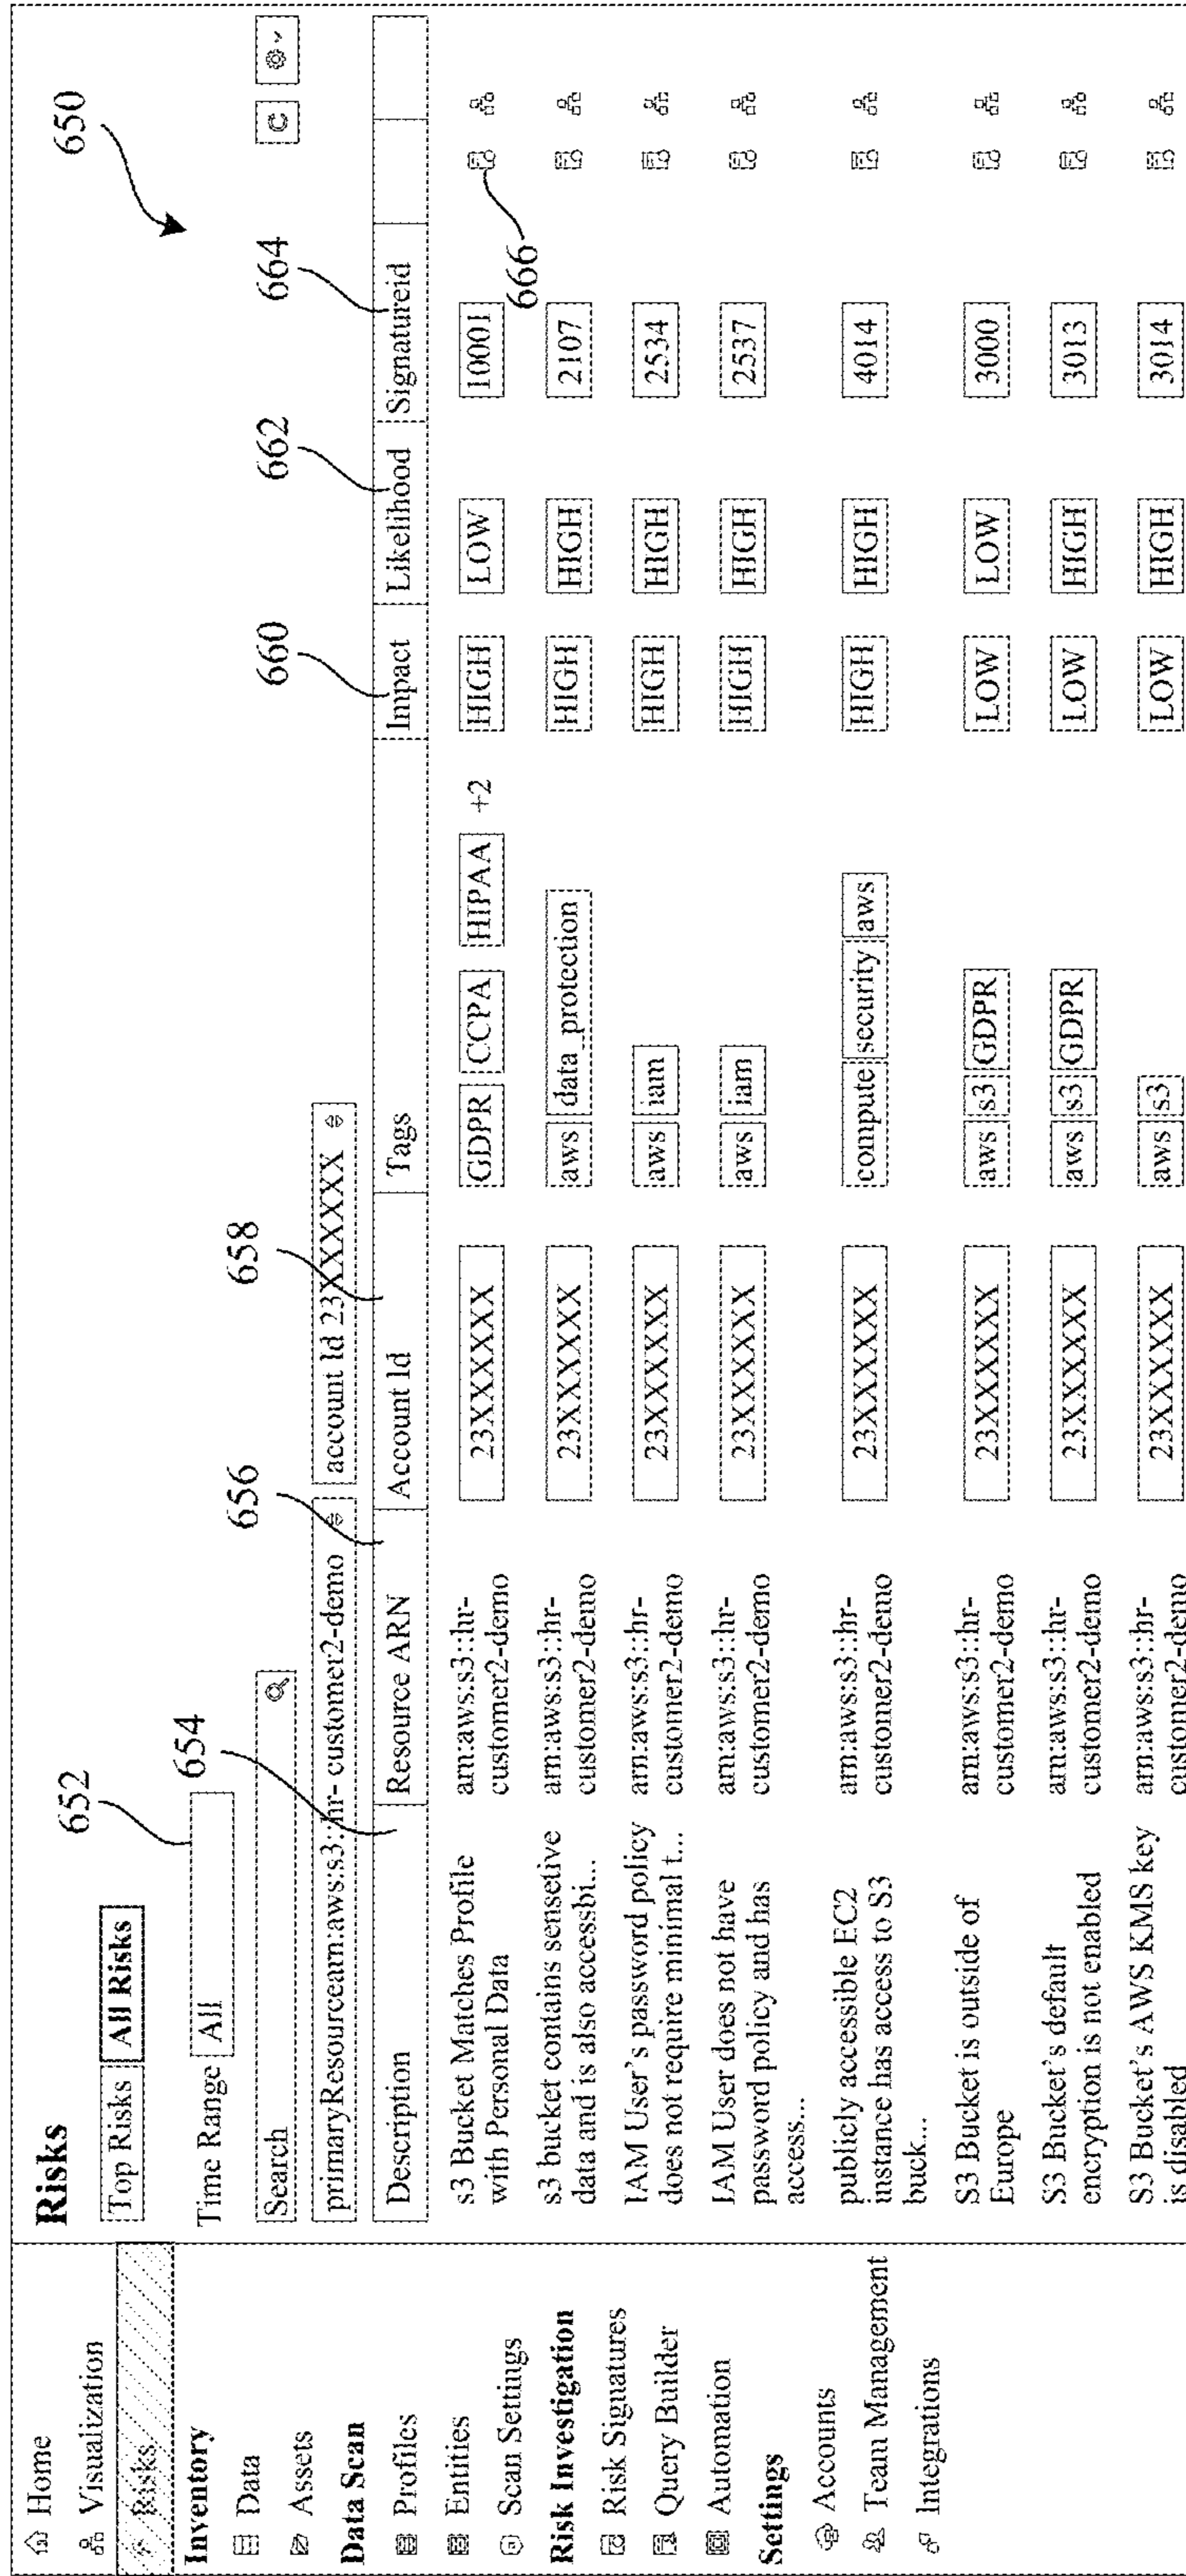 Home
Visualization
Risks
Inventory
Data
Assets
Data Scan
Profiles
Entities
Scan Settings
Risk Investigation
Risk Signatures
Query Builder
Automation
Settings
Accounts
Team Management
Integrations
Risks
650
652
Top Risks All Risks
654
Time Range All
656 658 660 662 664
Search
primaryResourcearn:aws:s3::hr- customer2-demo account Id 23XXXXXX
Description Resource ARN Account Id Tags Impact Likelihood Signatureid
s3 Bucket Matches Profile arn:aws:s3::hr- 23XXXXXX GDPR CCPA HIPAA +2 HIGH LOW 10001
with Personal Data customer2-demo
666
s3 bucket contains sensetive arn:aws:s3::hr- 23XXXXXX aws data_protection HIGH HIGH 2107
data and is also accessbi... customer2-demo
IAM User's password policy arn:aws:s3::hr- 23XXXXXX aws iam HIGH HIGH 2534
does not require minimal t... customer2-demo
IAM User does not have arn:aws:s3::hr- 23XXXXXX aws iam HIGH HIGH 2537
password policy and has customer2-demo
access...
publicly accessible EC2 arn:aws:s3::hr- 23XXXXXX compute security aws HIGH HIGH 4014
instance has access to S3 customer2-demo
buck...
S3 Bucket is outside of arn:aws:s3::hr- 23XXXXXX aws s3 GDPR LOW LOW 3000
Europe customer2-demo
S3 Bucket's default arn:aws:s3::hr- 23XXXXXX aws s3 GDPR LOW HIGH 3013
encryption is not enabled customer2-demo
S3 Bucket's AWS KMS key arn:aws:s3::hr- 23XXXXXX aws s3 LOW HIGH 3014
is disabled customer2-demo